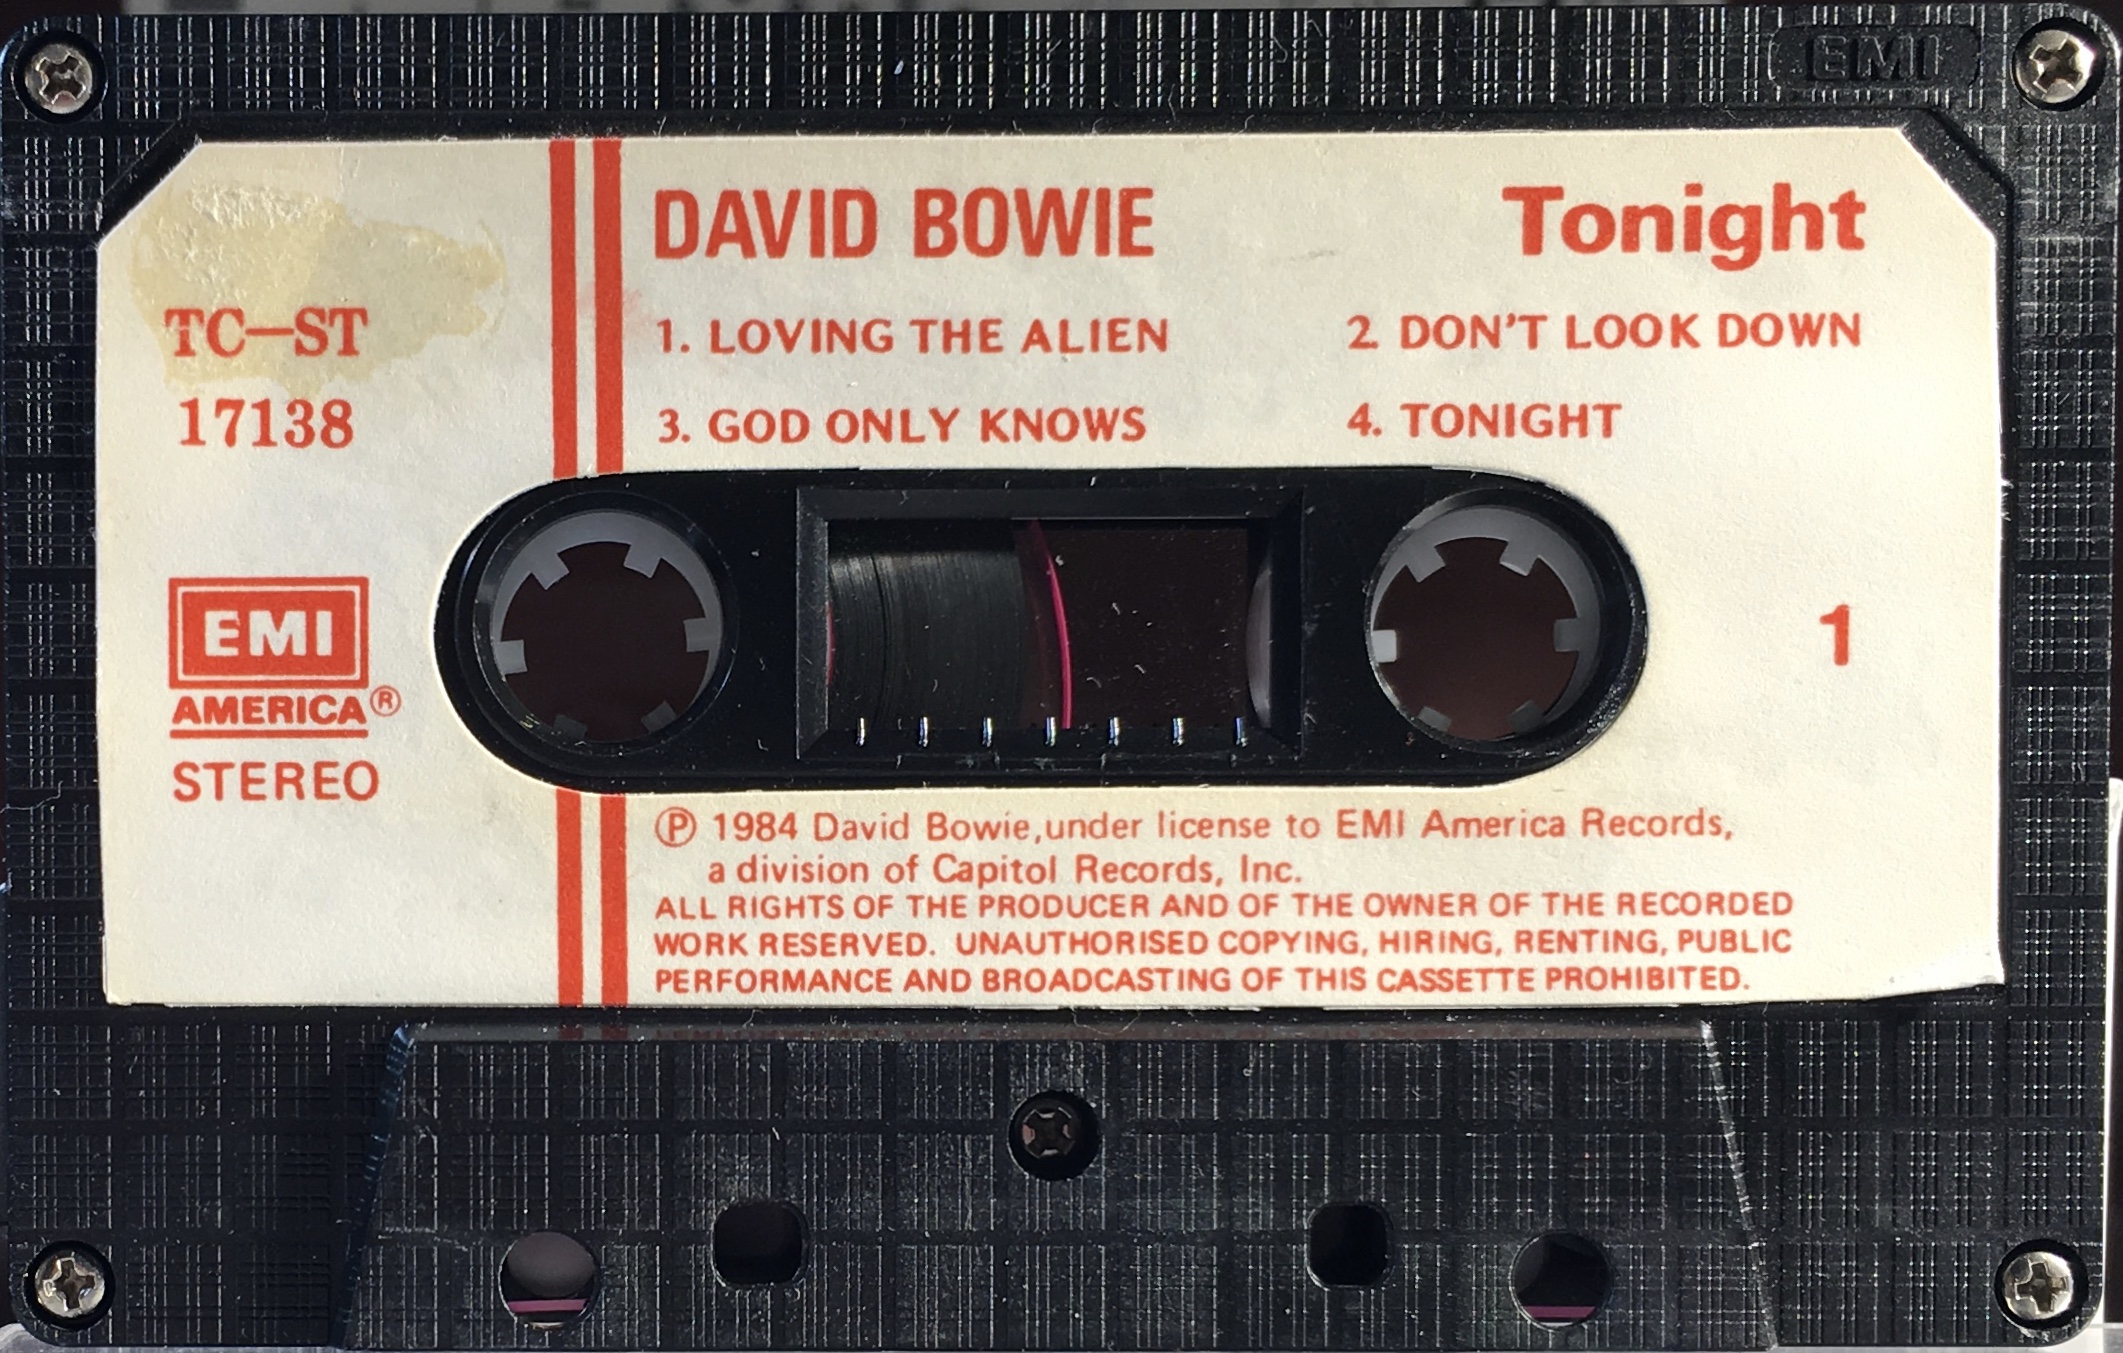 EMI
DAVID BOWIE
Tonight
TC-ST
17138
1. LOVING THE ALIEN
2. DON'T LOOK DOWN
3. GOD ONLY KNOWS
4. TONIGHT
EMI
AMERICA®
STEREO
1
Ⓟ 1984 David Bowie,under license to EMI America Records,
a division of Capitol Records, Inc.
ALL RIGHTS OF THE PRODUCER AND OF THE OWNER OF THE RECORDED
WORK RESERVED. UNAUTHORISED COPYING, HIRING, RENTING, PUBLIC
PERFORMANCE AND BROADCASTING OF THIS CASSETTE PROHIBITED.